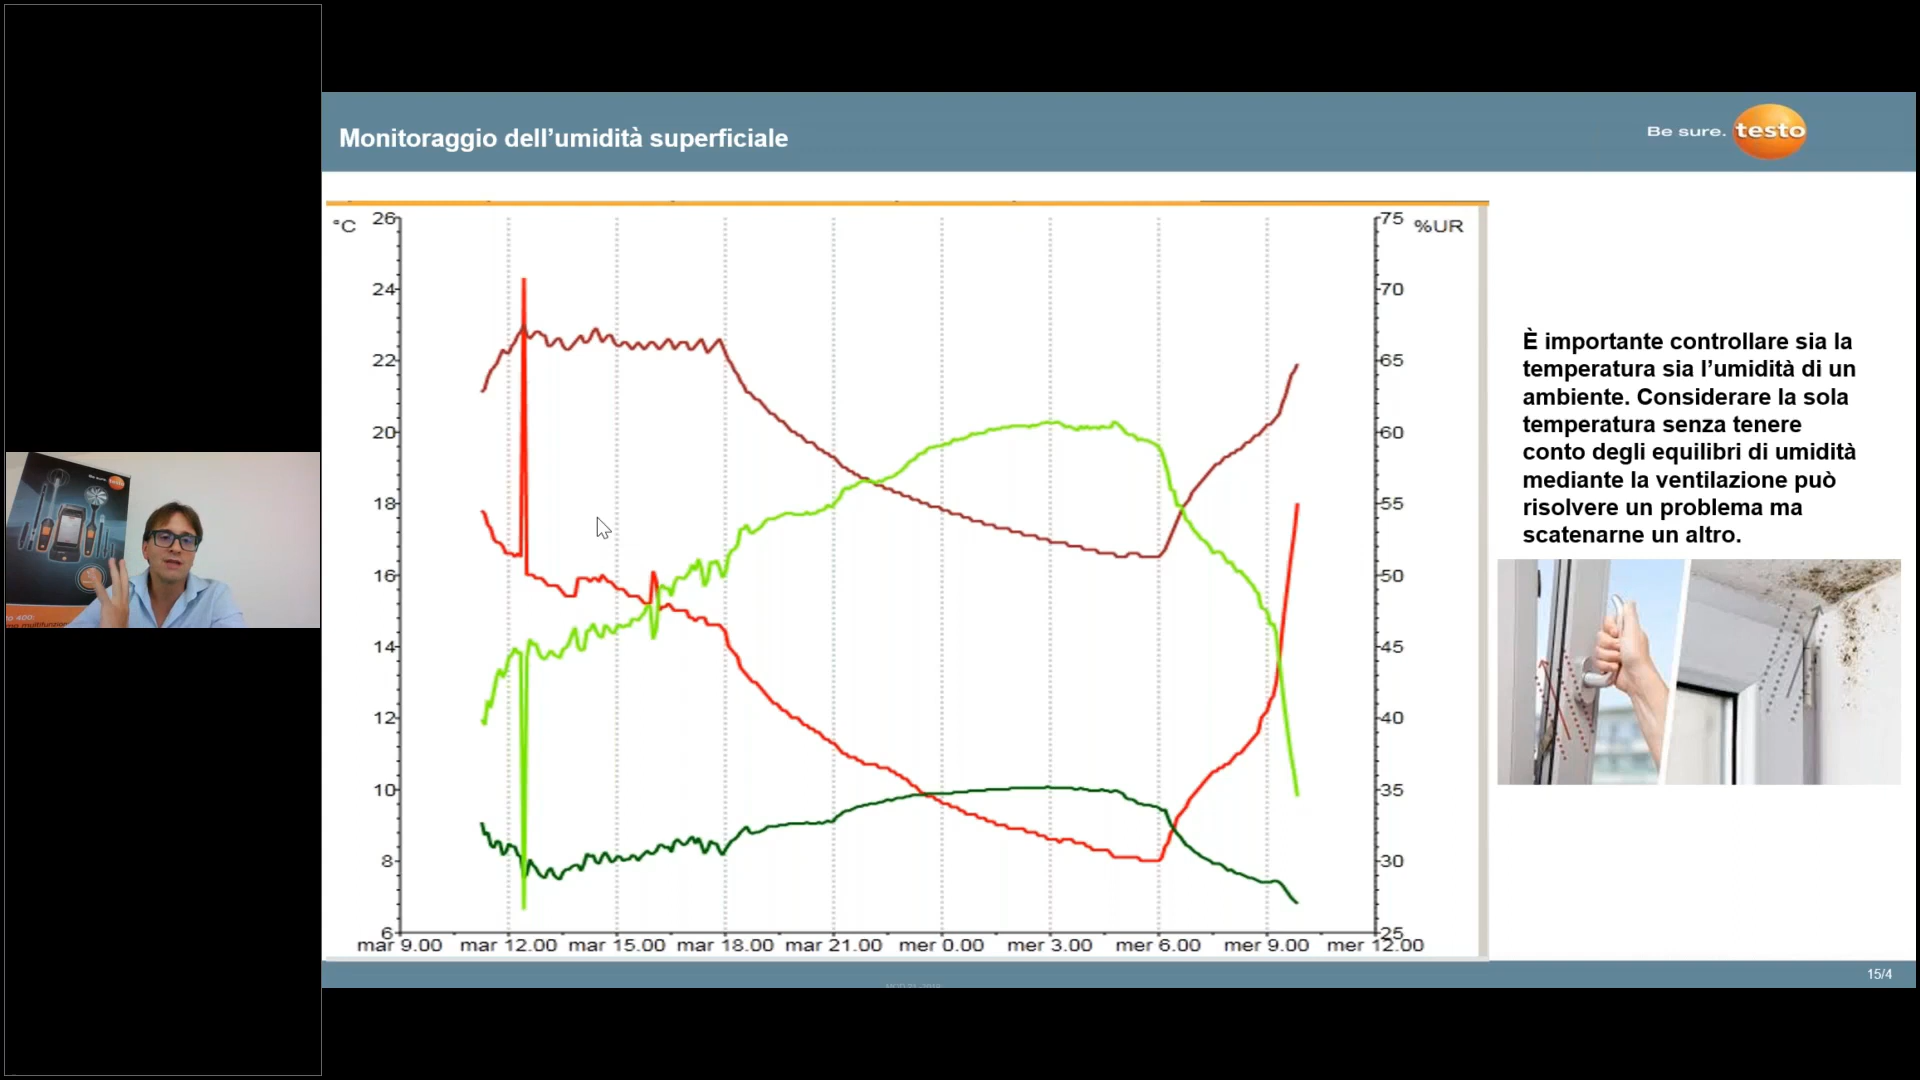 Monitoraggio dell’umidità superficiale
Be sure. testo
°C
26
24
22
20
18
16
14
12
10
8
6
75 %UR
70
65
60
55
50
45
40
35
30
25
mar 9.00 mar 12.00 mar 15.00 mar 18.00 mar 21.00 mer 0.00 mer 3.00 mer 6.00 mer 9.00 mer 12.00
È importante controllare sia la
temperatura sia l’umidità di un
ambiente. Considerare la sola
temperatura senza tenere
conto degli equilibri di umidità
mediante la ventilazione può
risolvere un problema ma
scatenarne un altro.
15/4
Be sure. testo